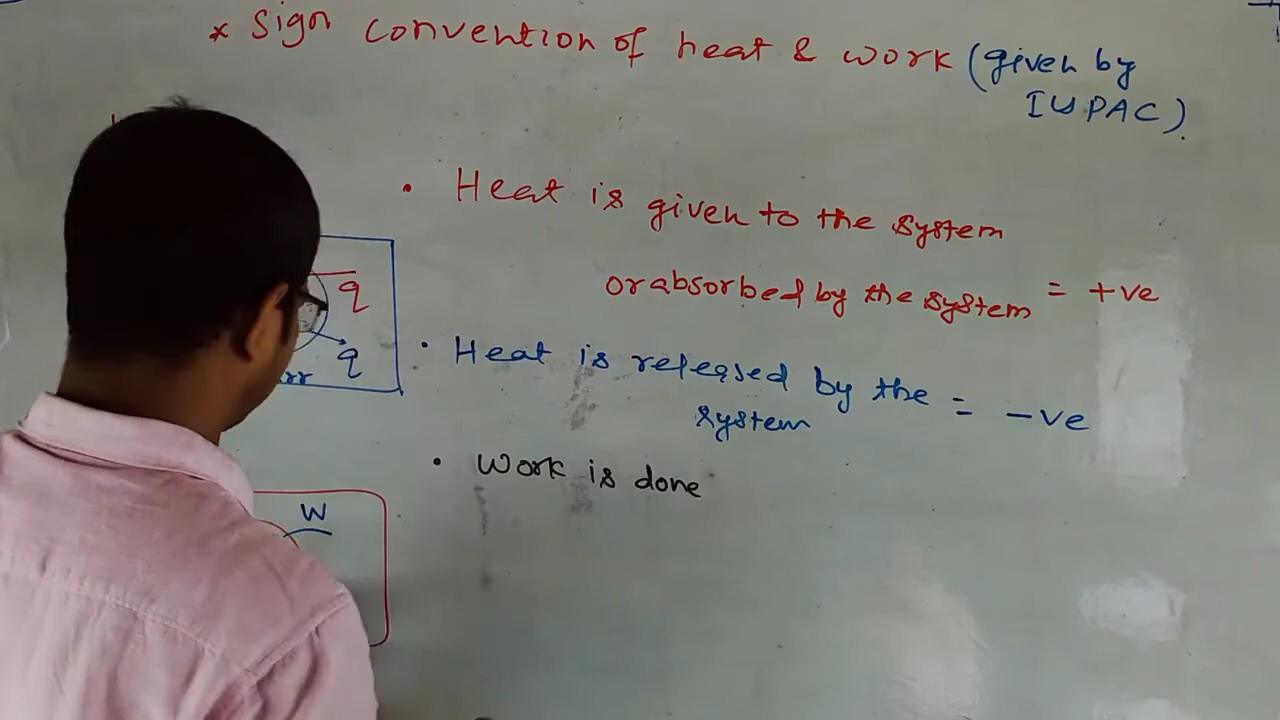 * Sign convention of heat & work (given by
IUPAC).
• Heat is given to the system
or absorbed by the system = +ve
q
q
• Heat is released by the = -ve
system
• Work is done
W